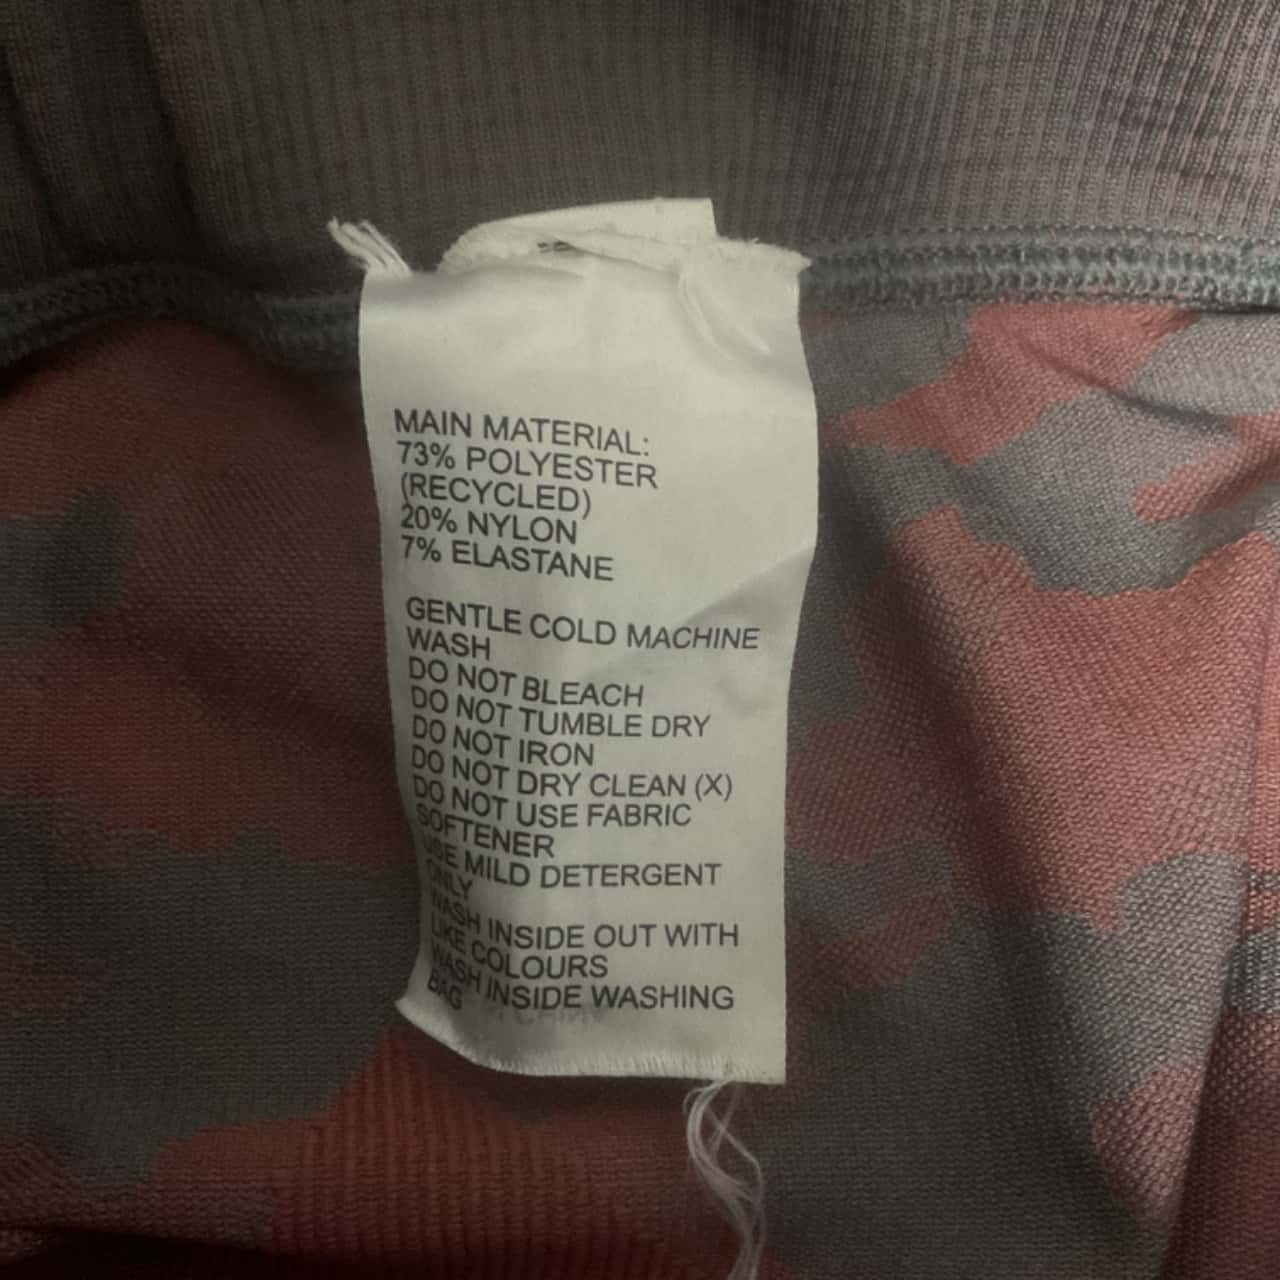 MAIN MATERIAL:
73% POLYESTER
(RECYCLED)
20% NYLON
7% ELASTANE
GENTLE COLD MACHINE
WASH
DO NOT BLEACH
DO NOT TUMBLE DRY
DO NOT IRON
DO NOT DRY CLEAN (X)
DO NOT USE FABRIC
SOFTENER
USE MILD DETERGENT
ONLY
WASH INSIDE OUT WITH
LIKE COLOURS
WASH INSIDE WASHING
BAG